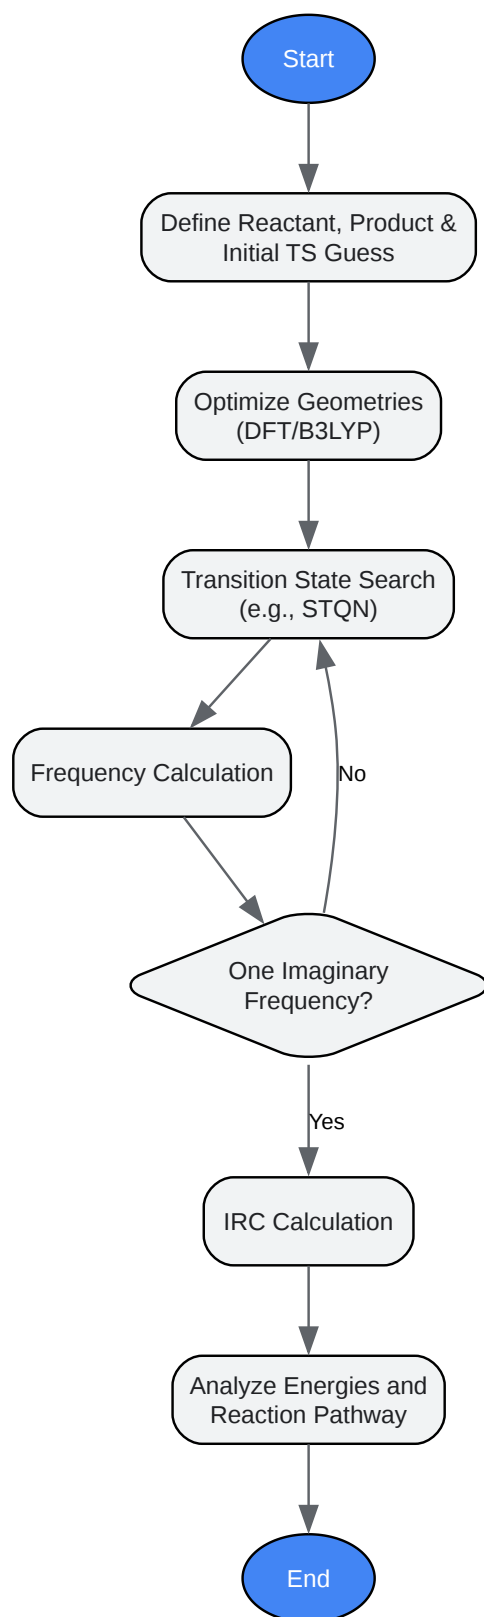 Start
Define Reactant, Product &
Initial TS Guess
Optimize Geometries
(DFT/B3LYP)
Transition State Search
(e.g., STQN)
Frequency Calculation
No
One Imaginary
Frequency?
Yes
IRC Calculation
Analyze Energies and
Reaction Pathway
End